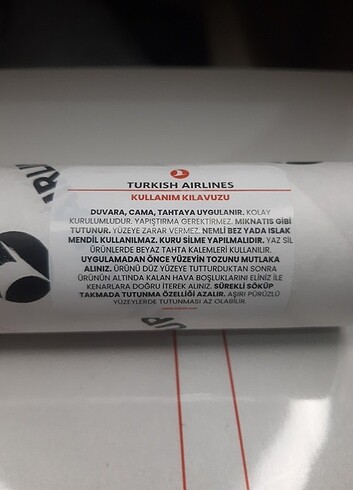 TURKISH AIRLINES
KULLANIM KILAVUZU
DUVARA, CAMA, TAHTAYA UYGULANIR. KOLAY
KURULUMLUDUR. YAPIŞTIRMA GEREKTİRMEZ. MIKNATIS GİBİ
TUTUNUR. YÜZEYE ZARAR VERMEZ. NEMLİ BEZ YADA ISLAK
MENDİL KULLANILMAZ. KURU SİLME YAPILMALIDIR. YAZ SİL
ÜRÜNLERDE BEYAZ TAHTA KALEMLERİ KULLANILIR.
UYGULAMADAN ÖNCE YÜZEYİN TOZUNU MUTLAKA
ALINIZ. ÜRÜNÜ DÜZ YÜZEYE TUTTURDUKTAN SONRA
ÜRÜNÜN ALTINDA KALAN HAVA BOŞLUKLARINI ELİNİZ İLE
KENARLARA DOĞRU İTEREK ALINIZ. SÜREKLİ SÖKÜP
TAKMADA TUTUNMA ÖZELLİĞİ AZALIR. AŞIRI PÜRÜZLÜ
YÜZEYLERDE TUTUNMASI AZ OLABİLİR.